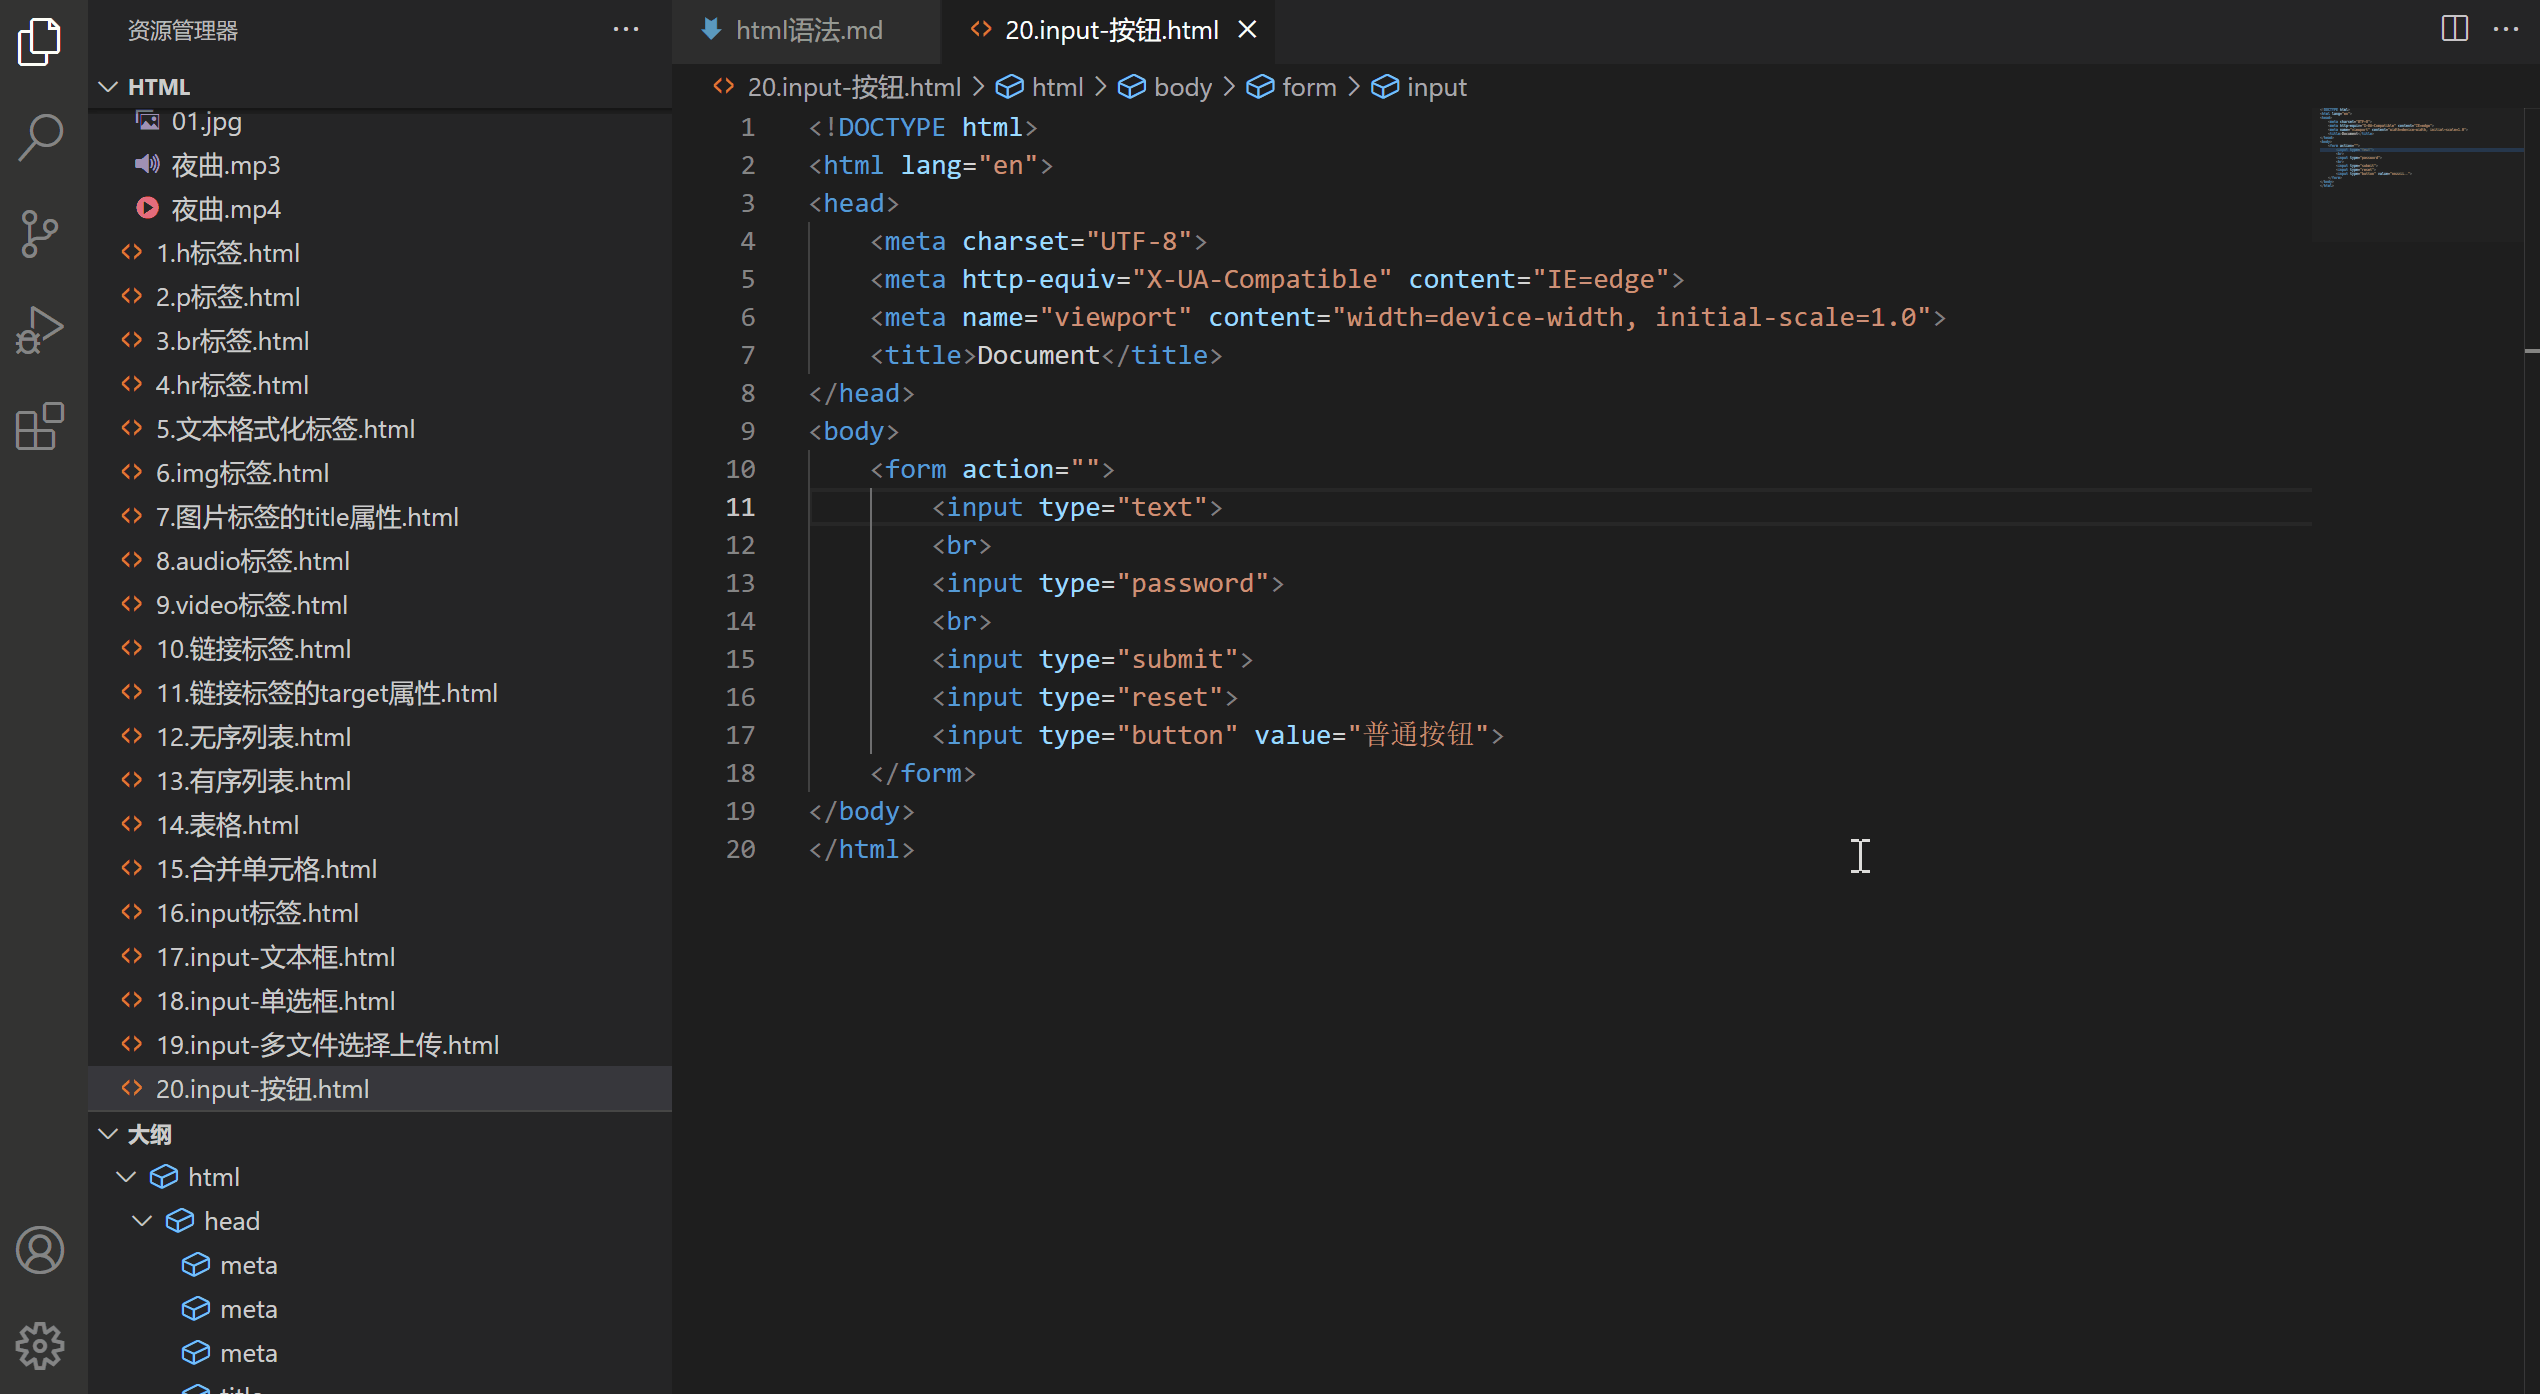 资源管理器
HTML
01.jpg
夜曲.mp3
夜曲.mp4
1.h标签.html
2.p标签.html
3.br标签.html
4.hr标签.html
5.文本格式化标签.html
6.img标签.html
7.图片标签的title属性.html
8.audio标签.html
9.video标签.html
10.链接标签.html
11.链接标签的target属性.html
12.无序列表.html
13.有序列表.html
14.表格.html
15.合并单元格.html
16.input标签.html
17.input-文本框.html
18.input-单选框.html
19.input-多文件选择上传.html
20.input-按钮.html
大纲
html
head
meta
meta
meta
title
html语法.md
20.input-按钮.html
20.input-按钮.html > html > body > form > input
1 <!DOCTYPE html>
2 <html lang="en">
3 <head>
4 <meta charset="UTF-8">
5 <meta http-equiv="X-UA-Compatible" content="IE=edge">
6 <meta name="viewport" content="width=device-width, initial-scale=1.0">
7 <title>Document</title>
8 </head>
9 <body>
10 <form action="">
11 <input type="text">
12 <br>
13 <input type="password">
14 <br>
15 <input type="submit">
16 <input type="reset">
17 <input type="button" value="普通按钮">
18 </form>
19 </body>
20 </html>